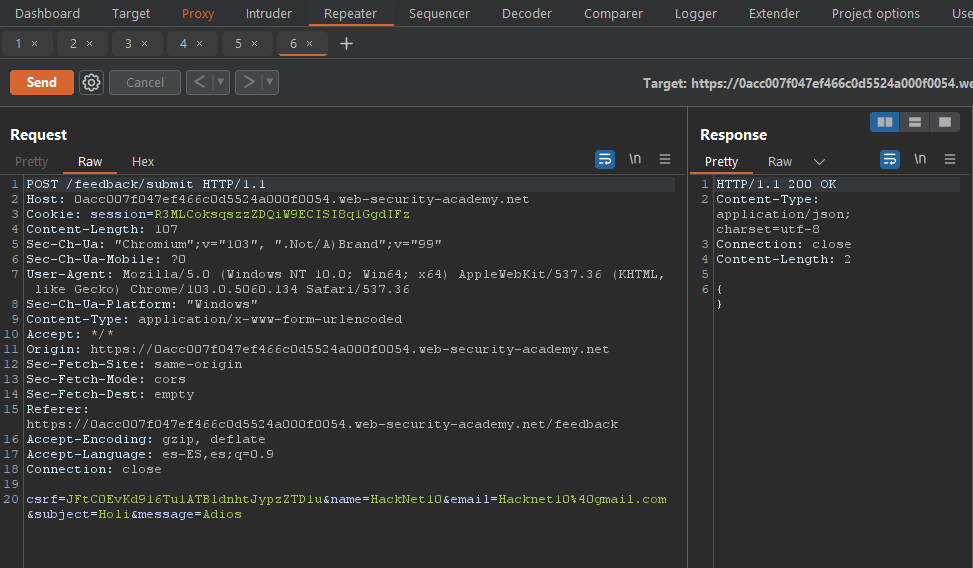 Dashboard Target Proxy Intruder Repeater Sequencer Decoder Comparer Logger Extender Project options Use
1 × 2 × 3 × 4 × 5 × 6 × +
Send Cancel < ▼ > ▼ Target: https://0acc007f047ef466c0d5524a000f0054.we
Request
Pretty Raw Hex \n
1 POST /feedback/submit HTTP/1.1
2 Host: 0acc007f047ef466c0d5524a000f0054.web-security-academy.net
3 Cookie: session=R3MLCoksqszzZDQiW9ECISI8q1GgdIFz
4 Content-Length: 107
5 Sec-Ch-Ua: "Chromium";v="103", ".Not/A)Brand";v="99"
6 Sec-Ch-Ua-Mobile: ?0
7 User-Agent: Mozilla/5.0 (Windows NT 10.0; Win64; x64) AppleWebKit/537.36 (KHTML,
like Gecko) Chrome/103.0.5060.134 Safari/537.36
8 Sec-Ch-Ua-Platform: "Windows"
9 Content-Type: application/x-www-form-urlencoded
10 Accept: */*
11 Origin: https://0acc007f047ef466c0d5524a000f0054.web-security-academy.net
12 Sec-Fetch-Site: same-origin
13 Sec-Fetch-Mode: cors
14 Sec-Fetch-Dest: empty
15 Referer:
https://0acc007f047ef466c0d5524a000f0054.web-security-academy.net/feedback
16 Accept-Encoding: gzip, deflate
17 Accept-Language: es-ES,es;q=0.9
18 Connection: close
19
20 csrf=JFtC0EvKd916Tu1ATBldnhtJypzZTD1u&name=HackNet10&email=Hacknet10%40gmail.com
&subject=Holi&message=Adios
Response
Pretty Raw \n
1 HTTP/1.1 200 OK
2 Content-Type:
application/json;
charset=utf-8
3 Connection: close
4 Content-Length: 2
5
6 {
}